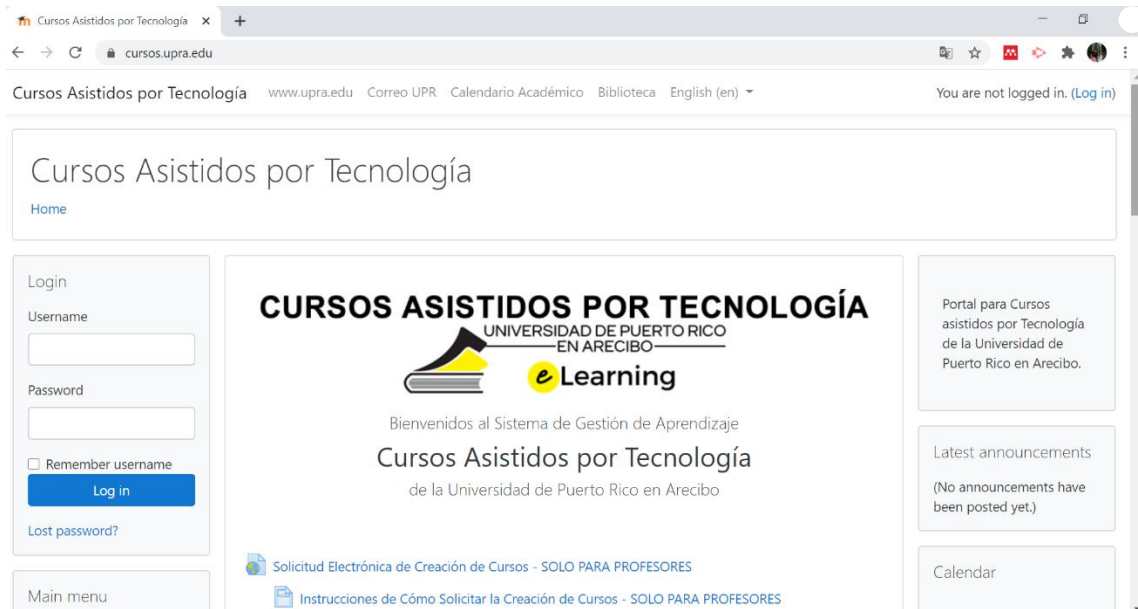 Cursos Asistidos por Tecnología
cursos.upra.edu
Cursos Asistidos por Tecnología www.upra.edu Correo UPR Calendario Académico Biblioteca English (en) You are not logged in. (Log in)
Cursos Asistidos por Tecnología
Home
Login
Username
Password
Remember username
Log in
Lost password?
Main menu
CURSOS ASISTIDOS POR TECNOLOGÍA
UNIVERSIDAD DE PUERTO RICO
EN ARECIBO
e Learning
Bienvenidos al Sistema de Gestión de Aprendizaje
Cursos Asistidos por Tecnología
de la Universidad de Puerto Rico en Arecibo
Solicitud Electrónica de Creación de Cursos - SOLO PARA PROFESORES
Instrucciones de Cómo Solicitar la Creación de Cursos - SOLO PARA PROFESORES
Portal para Cursos
asistidos por Tecnología
de la Universidad de
Puerto Rico en Arecibo.
Latest announcements
(No announcements have
been posted yet.)
Calendar